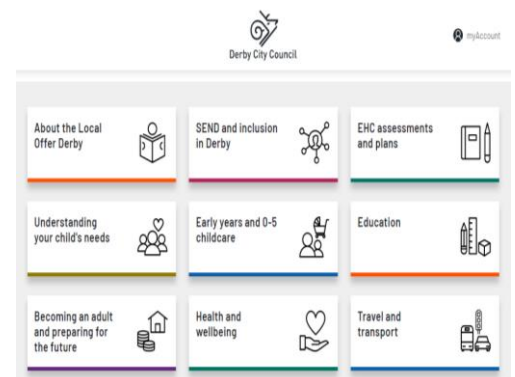 Derby City Council
myAccount
About the Local
Offer Derby
SEND and inclusion
in Derby
EHC assessments
and plans
Understanding
your child's needs
Early years and 0-5
childcare
Education
Becoming an adult
and preparing for
the future
Health and
wellbeing
Travel and
transport